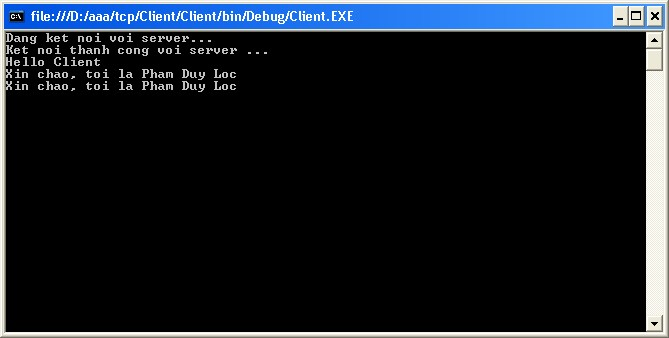 file:///D:/aaa/tcp/Client/Client/bin/Debug/Client.EXE
Dang ket noi voi server...
Ket noi thanh cong voi server ...
Hello Client
Xin chao, toi la Pham Duy Loc
Xin chao, toi la Pham Duy Loc